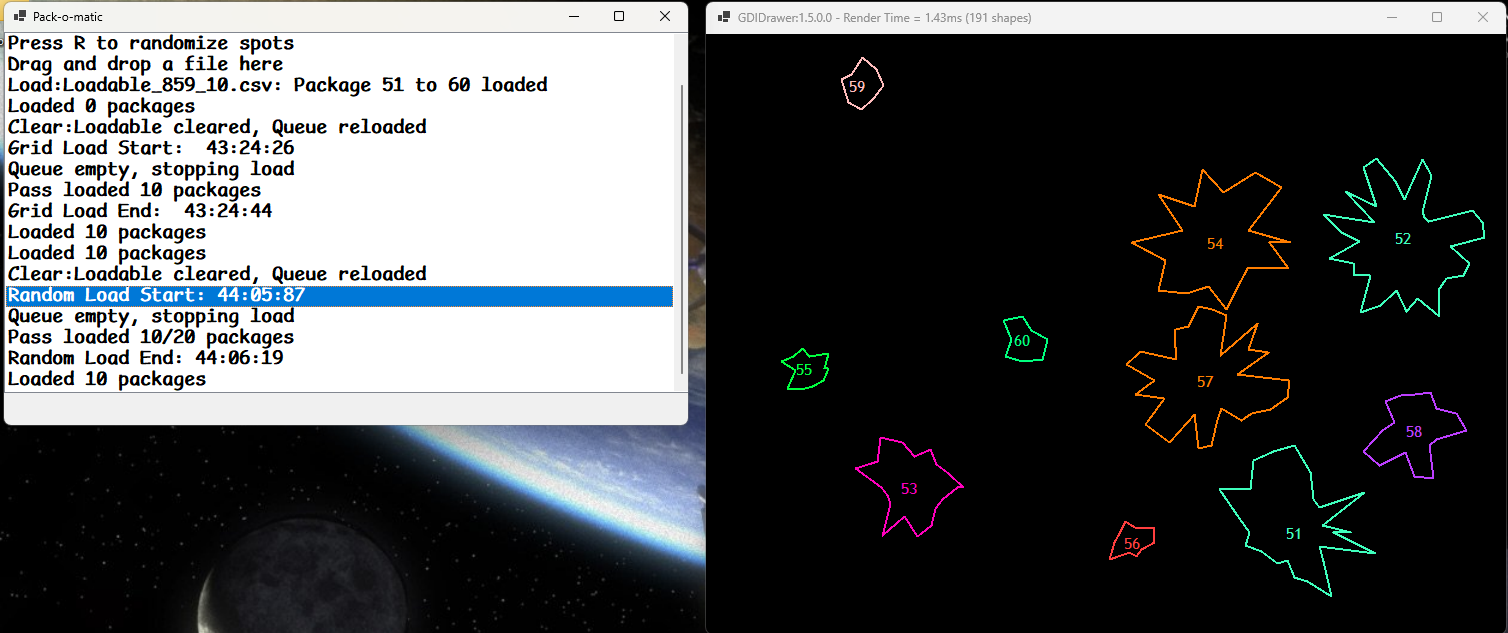 Pack-o-matic
Press R to randomize spots
Drag and drop a file here
Load:Loadable_859_10.csv: Package 51 to 60 loaded
Loaded 0 packages
Clear:Loadable cleared, Queue reloaded
Grid Load Start:  43:24:26
Queue empty, stopping load
Pass loaded 10 packages
Grid Load End:  43:24:44
Loaded 10 packages
Loaded 10 packages
Clear:Loadable cleared, Queue reloaded
Random Load Start: 44:05:87
Queue empty, stopping load
Pass loaded 10/20 packages
Random Load End: 44:06:19
Loaded 10 packages
GDIDrawer:1.5.0.0 - Render Time = 1.43ms (191 shapes)
59
54
52
60
55
57
58
53
51
56